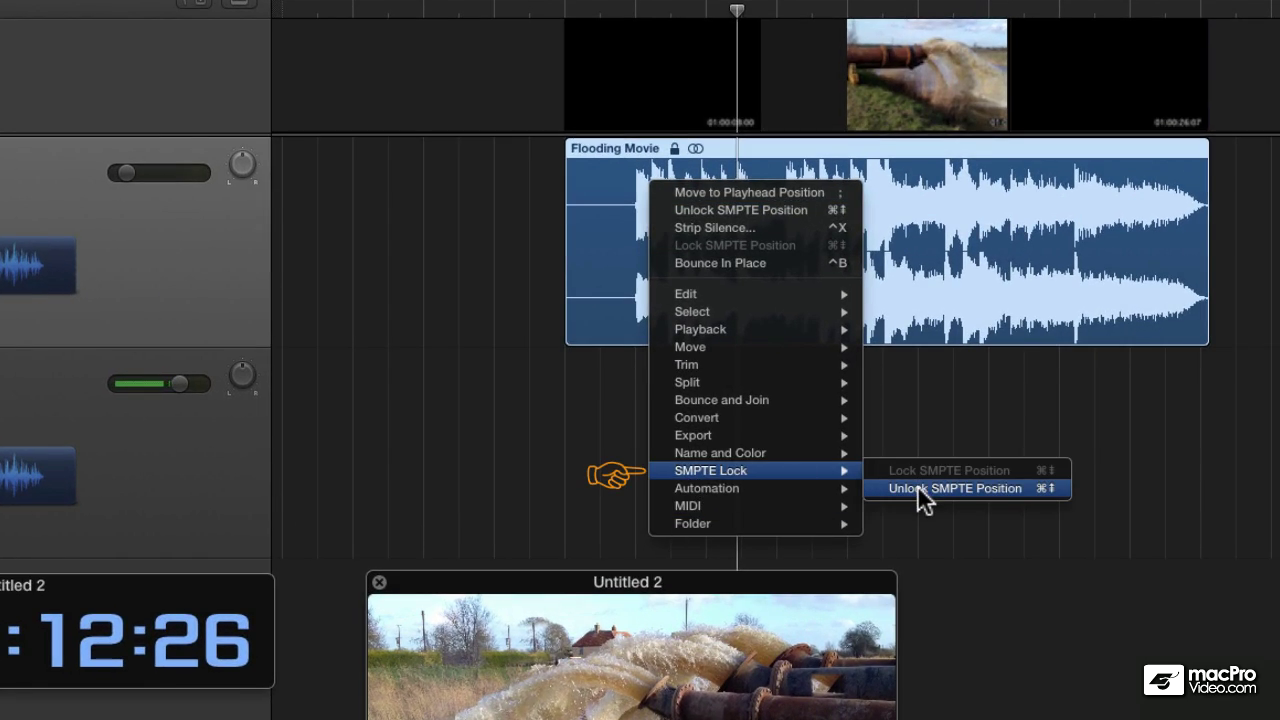 01:00:08:00
01:00:26:07
L R
Flooding Movie
Move to Playhead Position ;
Unlock SMPTE Position ⌘⇞
Strip Silence... ^X
Lock SMPTE Position ⌘⇞
Bounce In Place ^B
Edit
Select
Playback
Move
Trim
Split
Bounce and Join
Convert
Export
Name and Color
SMPTE Lock
Automation
MIDI
Folder
Lock SMPTE Position ⌘⇞
Unlock SMPTE Position ⌘⇞
L R
titled 2
:12:26
Untitled 2
macPro
Video.com